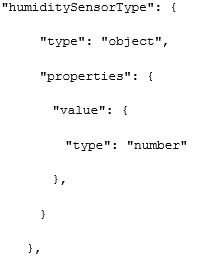 "humiditySensorType": {
"type": "object",
"properties": {
"value": {
"type": "number"
},
}
},